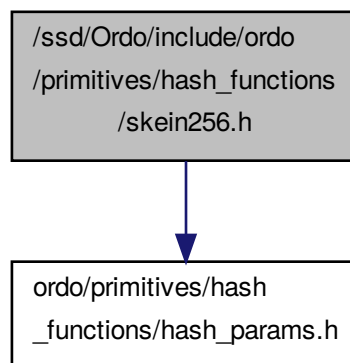 /ssd/Ordo/include/ordo
/primitives/hash_functions
/skein256.h
ordo/primitives/hash
_functions/hash_params.h